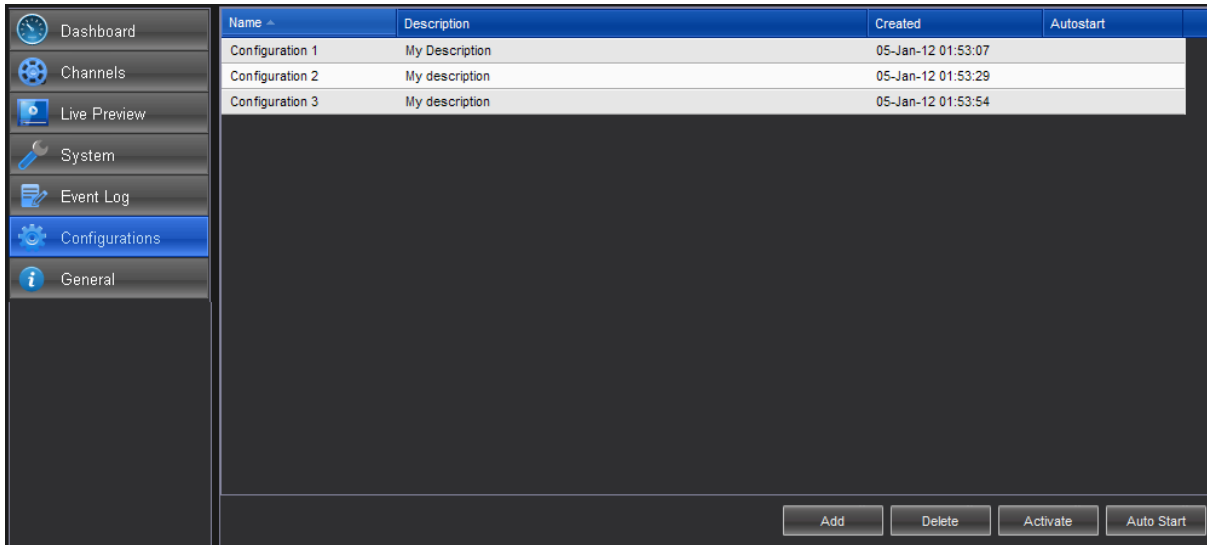 Dashboard
Channels
Live Preview
System
Event Log
Configurations
General
Name Description Created Autostart
Configuration 1 My Description 05-Jan-12 01:53:07
Configuration 2 My description 05-Jan-12 01:53:29
Configuration 3 My description 05-Jan-12 01:53:54
Add Delete Activate Auto Start